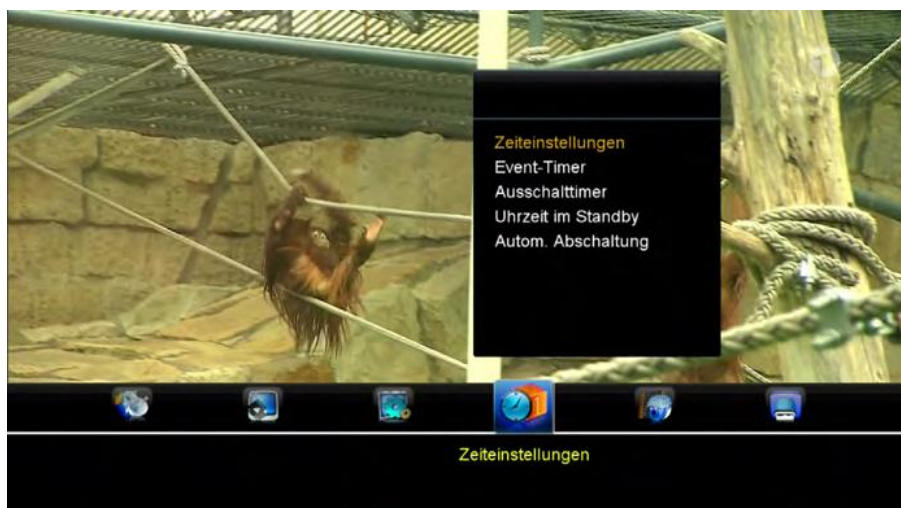 Zeiteinstellungen
Event-Timer
Ausschalttimer
Uhrzeit im Standby
Autom. Abschaltung
Zeiteinstellungen